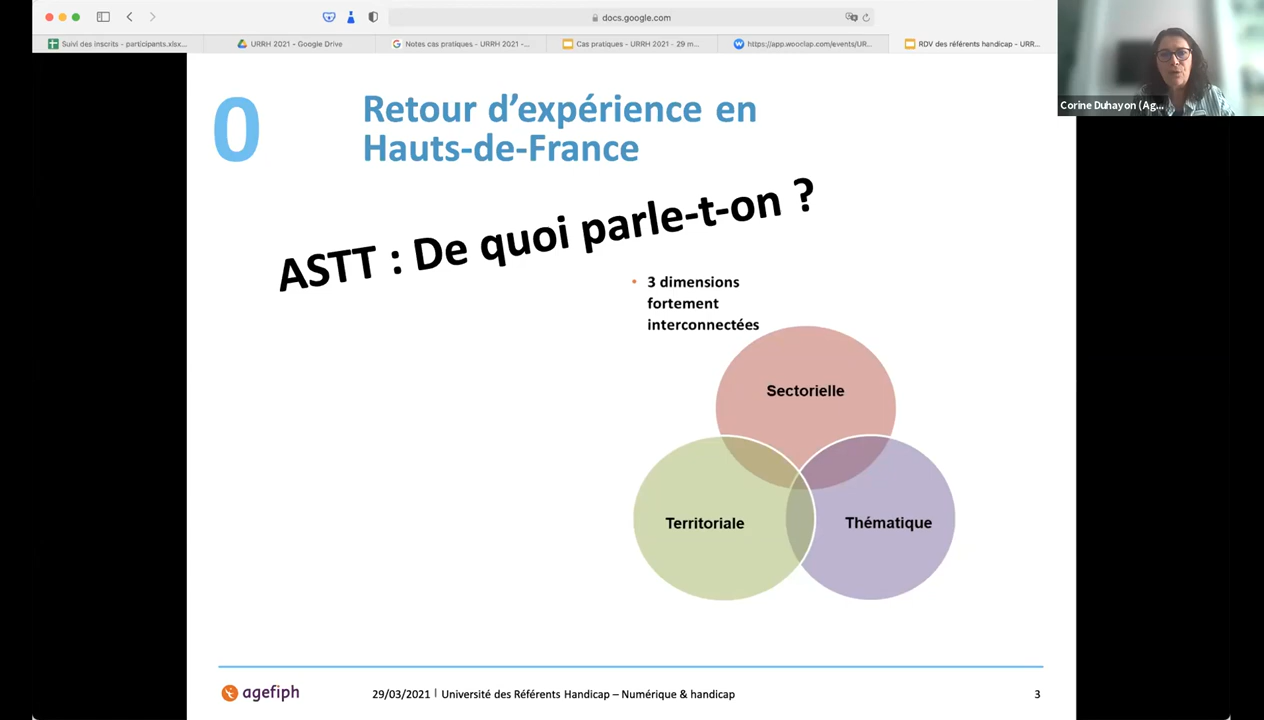 docs.google.com
Suivi des inscrits - participants.xlsx...
URRH 2021 – Google Drive
Notes cas pratiques - URRH 2021 -...
Cas pratiques - URRH 2021 - 29 m...
https://app.wooclap.com/events/UR...
RDV des référents handicap - URR...
Corine Duhayon (Ag...
0
Retour d’expérience en
Hauts-de-France
ASTT : De quoi parle-t-on ?
• 3 dimensions
fortement
interconnectées
Sectorielle
Territoriale
Thématique
agefiph
29/03/2021 | Université des Référents Handicap – Numérique & handicap
3